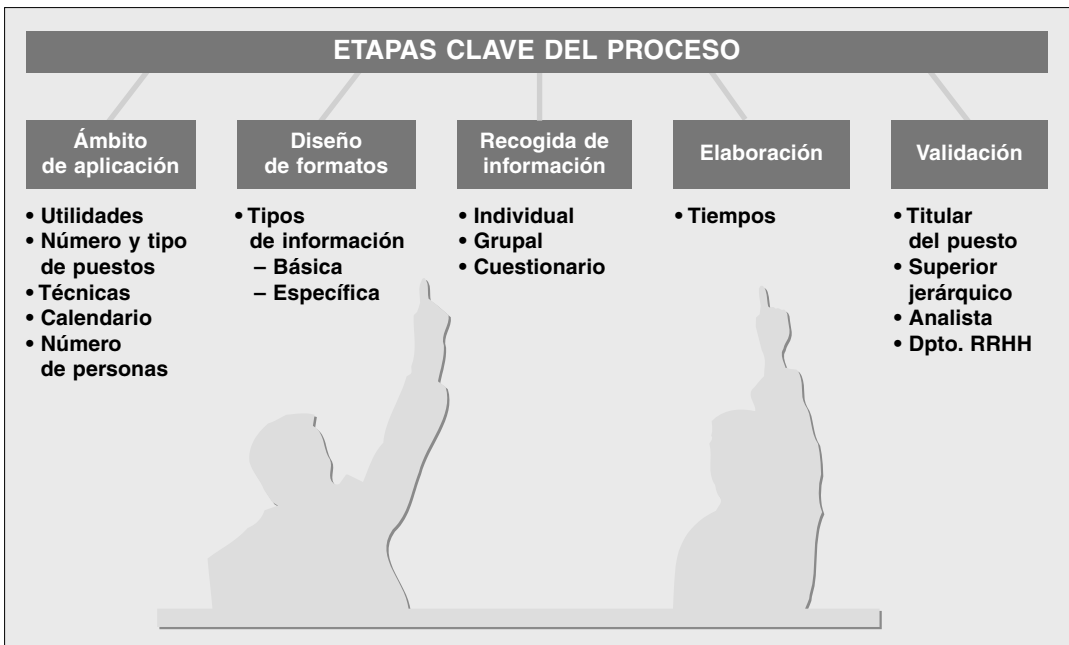 ETAPAS CLAVE DEL PROCESO
Ámbito
de aplicación
• Utilidades
• Número y tipo
de puestos
• Técnicas
• Calendario
• Número
de personas
Diseño
de formatos
• Tipos
de información
– Básica
– Específica
Recogida de
información
• Individual
• Grupal
• Cuestionario
Elaboración
• Tiempos
Validación
• Titular
del puesto
• Superior
jerárquico
• Analista
• Dpto. RRHH